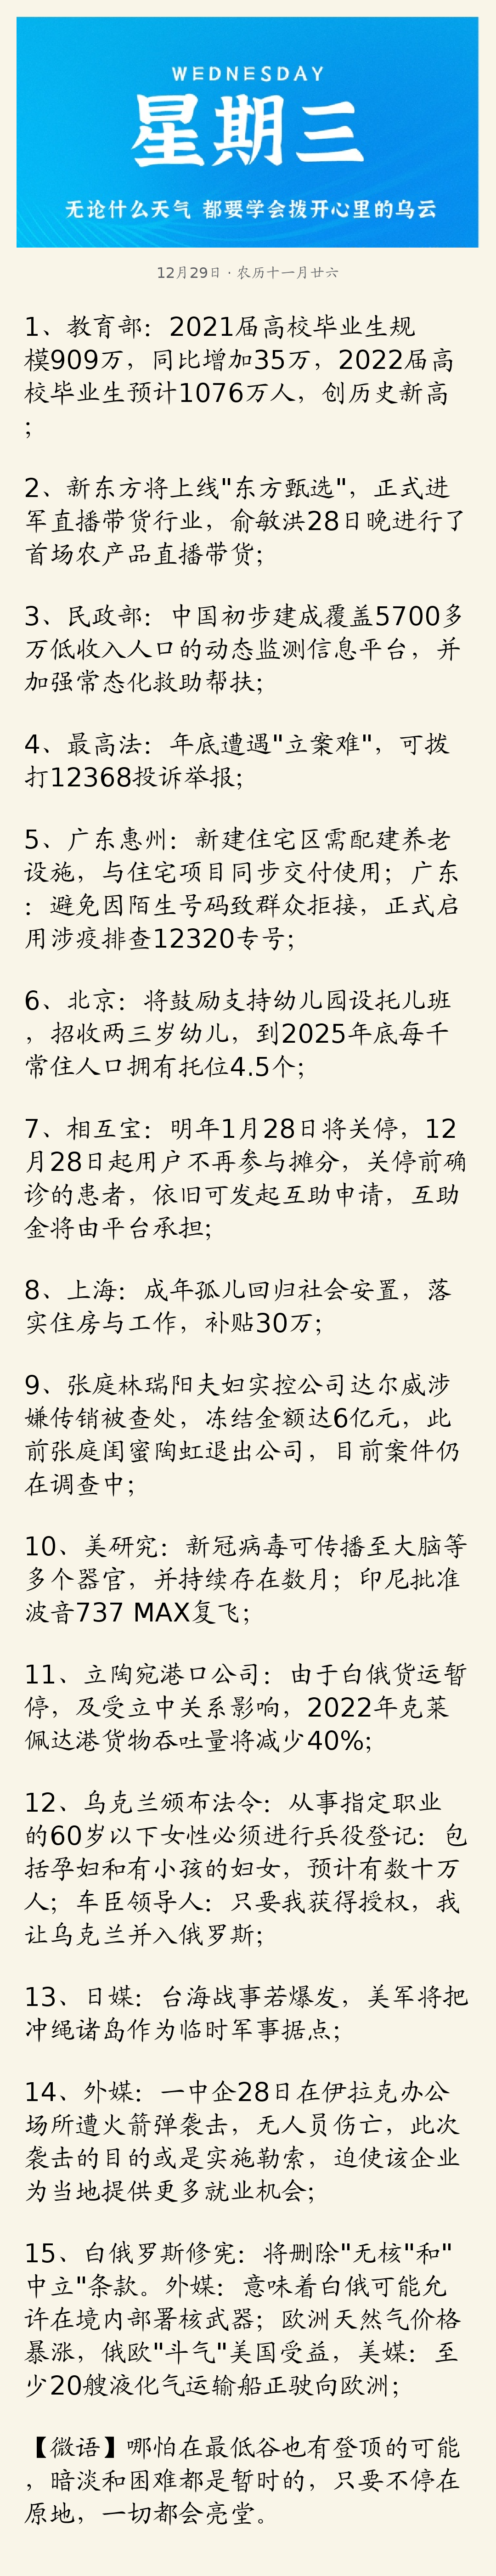 WEDNESDAY
星期三
无论什么天气 都要学会拨开心里的乌云
12月29日·农历十一月廿六
1、教育部：2021届高校毕业生规
模909万，同比增加35万，2022届高
校毕业生预计1076万人，创历史新高
；
2、新东方将上线"东方甄选"，正式进
军直播带货行业，俞敏洪28日晚进行了
首场农产品直播带货；
3、民政部：中国初步建成覆盖5700多
万低收入人口的动态监测信息平台，并
加强常态化救助帮扶；
4、最高法：年底遭遇"立案难"，可拨
打12368投诉举报；
5、广东惠州：新建住宅区需配建养老
设施，与住宅项目同步交付使用；广东
：避免因陌生号码致群众拒接，正式启
用涉疫排查12320专号；
6、北京：将鼓励支持幼儿园设托儿班
，招收两三岁幼儿，到2025年底每千
常住人口拥有托位4.5个；
7、相互宝：明年1月28日将关停，12
月28日起用户不再参与摊分，关停前确
诊的患者，依旧可发起互助申请，互助
金将由平台承担；
8、上海：成年孤儿回归社会安置，落
实住房与工作，补贴30万；
9、张庭林瑞阳夫妇实控公司达尔威涉
嫌传销被查处，冻结金额达6亿元，此
前张庭闺蜜陶虹退出公司，目前案件仍
在调查中；
10、美研究：新冠病毒可传播至大脑等
多个器官，并持续存在数月；印尼批准
波音737 MAX复飞；
11、立陶宛港口公司：由于白俄货运暂
停，及受立中关系影响，2022年克莱
佩达港货物吞吐量将减少40%；
12、乌克兰颁布法令：从事指定职业
的60岁以下女性必须进行兵役登记：包
括孕妇和有小孩的妇女，预计有数十万
人；车臣领导人：只要我获得授权，我
让乌克兰并入俄罗斯；
13、日媒：台海战事若爆发，美军将把
冲绳诸岛作为临时军事据点；
14、外媒：一中企28日在伊拉克办公
场所遭火箭弹袭击，无人员伤亡，此次
袭击的目的或是实施勒索，迫使该企业
为当地提供更多就业机会；
15、白俄罗斯修宪：将删除"无核"和"
中立"条款。外媒：意味着白俄可能允
许在境内部署核武器；欧洲天然气价格
暴涨，俄欧"斗气"美国受益，美媒：至
少20艘液化气运输船正驶向欧洲；
【微语】哪怕在最低谷也有登顶的可能
，暗淡和困难都是暂时的，只要不停在
原地，一切都会亮堂。